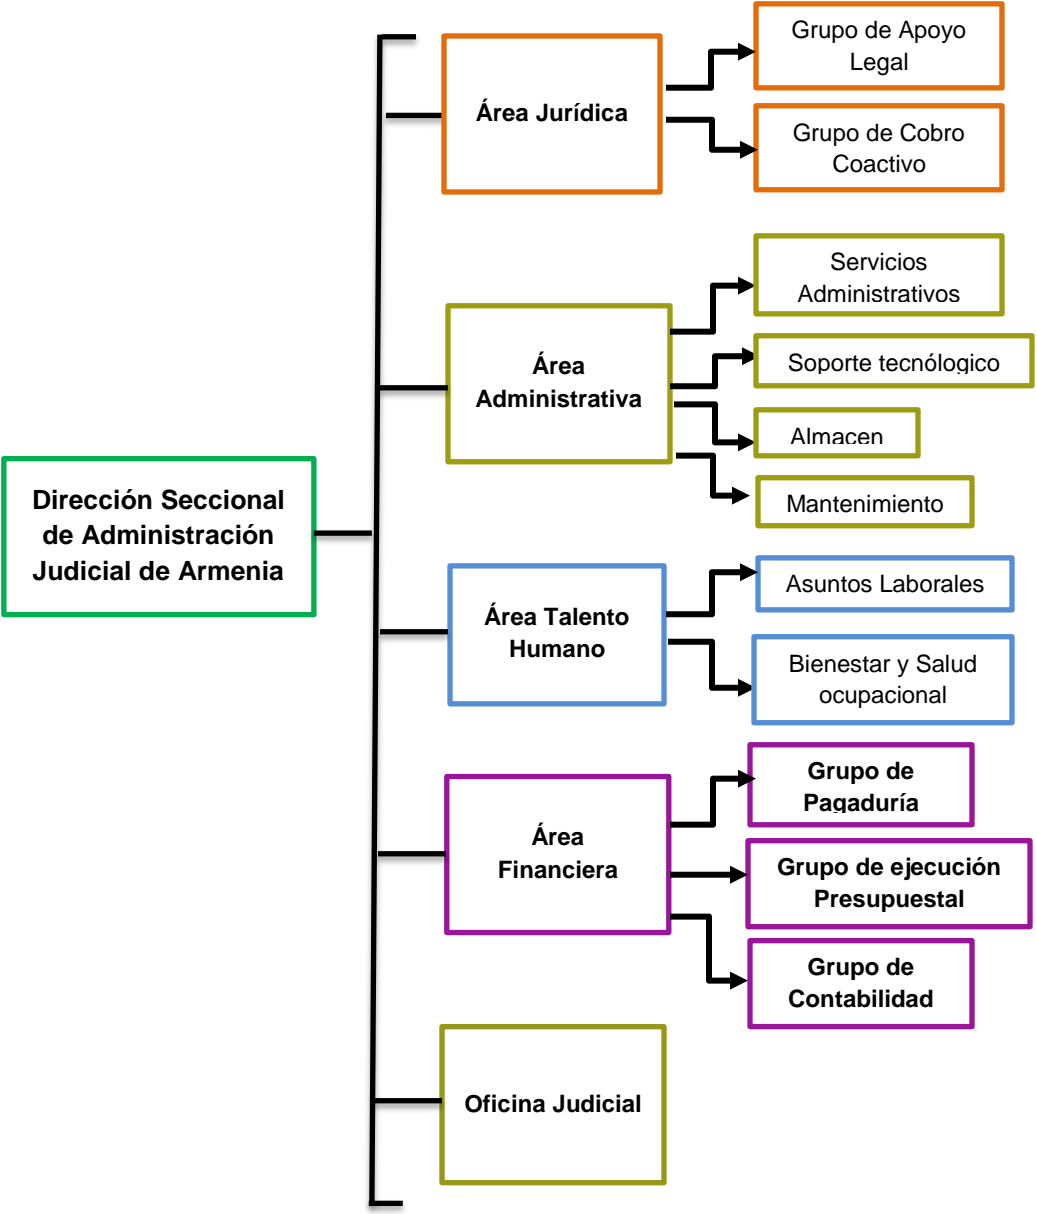 Dirección Seccional
de Administración
Judicial de Armenia
Área Jurídica
Grupo de Apoyo
Legal
Grupo de Cobro
Coactivo
Área
Administrativa
Servicios
Administrativos
Soporte tecnólogico
Almacen
Mantenimiento
Área Talento
Humano
Asuntos Laborales
Bienestar y Salud
ocupacional
Área
Financiera
Grupo de
Pagaduría
Grupo de ejecución
Presupuestal
Grupo de
Contabilidad
Oficina Judicial